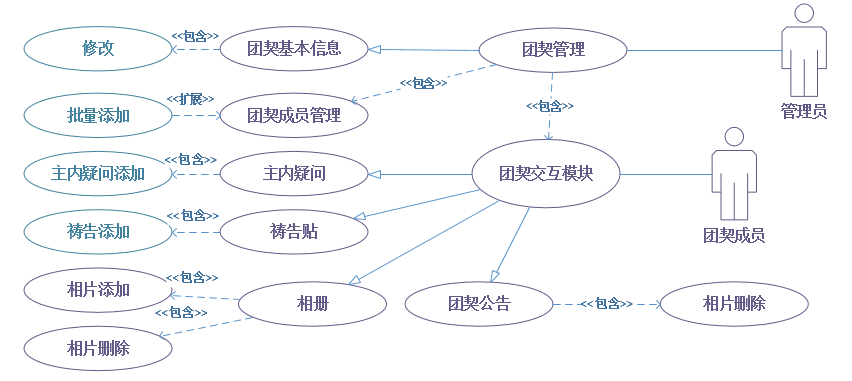 修改
<<包含>>
团契基本信息
团契管理
管理员
批量添加
<<扩展>>
团契成员管理
<<包含>>
<<包含>>
主内疑问添加
<<包含>>
主内疑问
团契交互模块
团契成员
祷告添加
<<包含>>
祷告贴
相片添加
<<包含>>
<<包含>>
相册
团契公告
<<包含>>
相片删除
相片删除